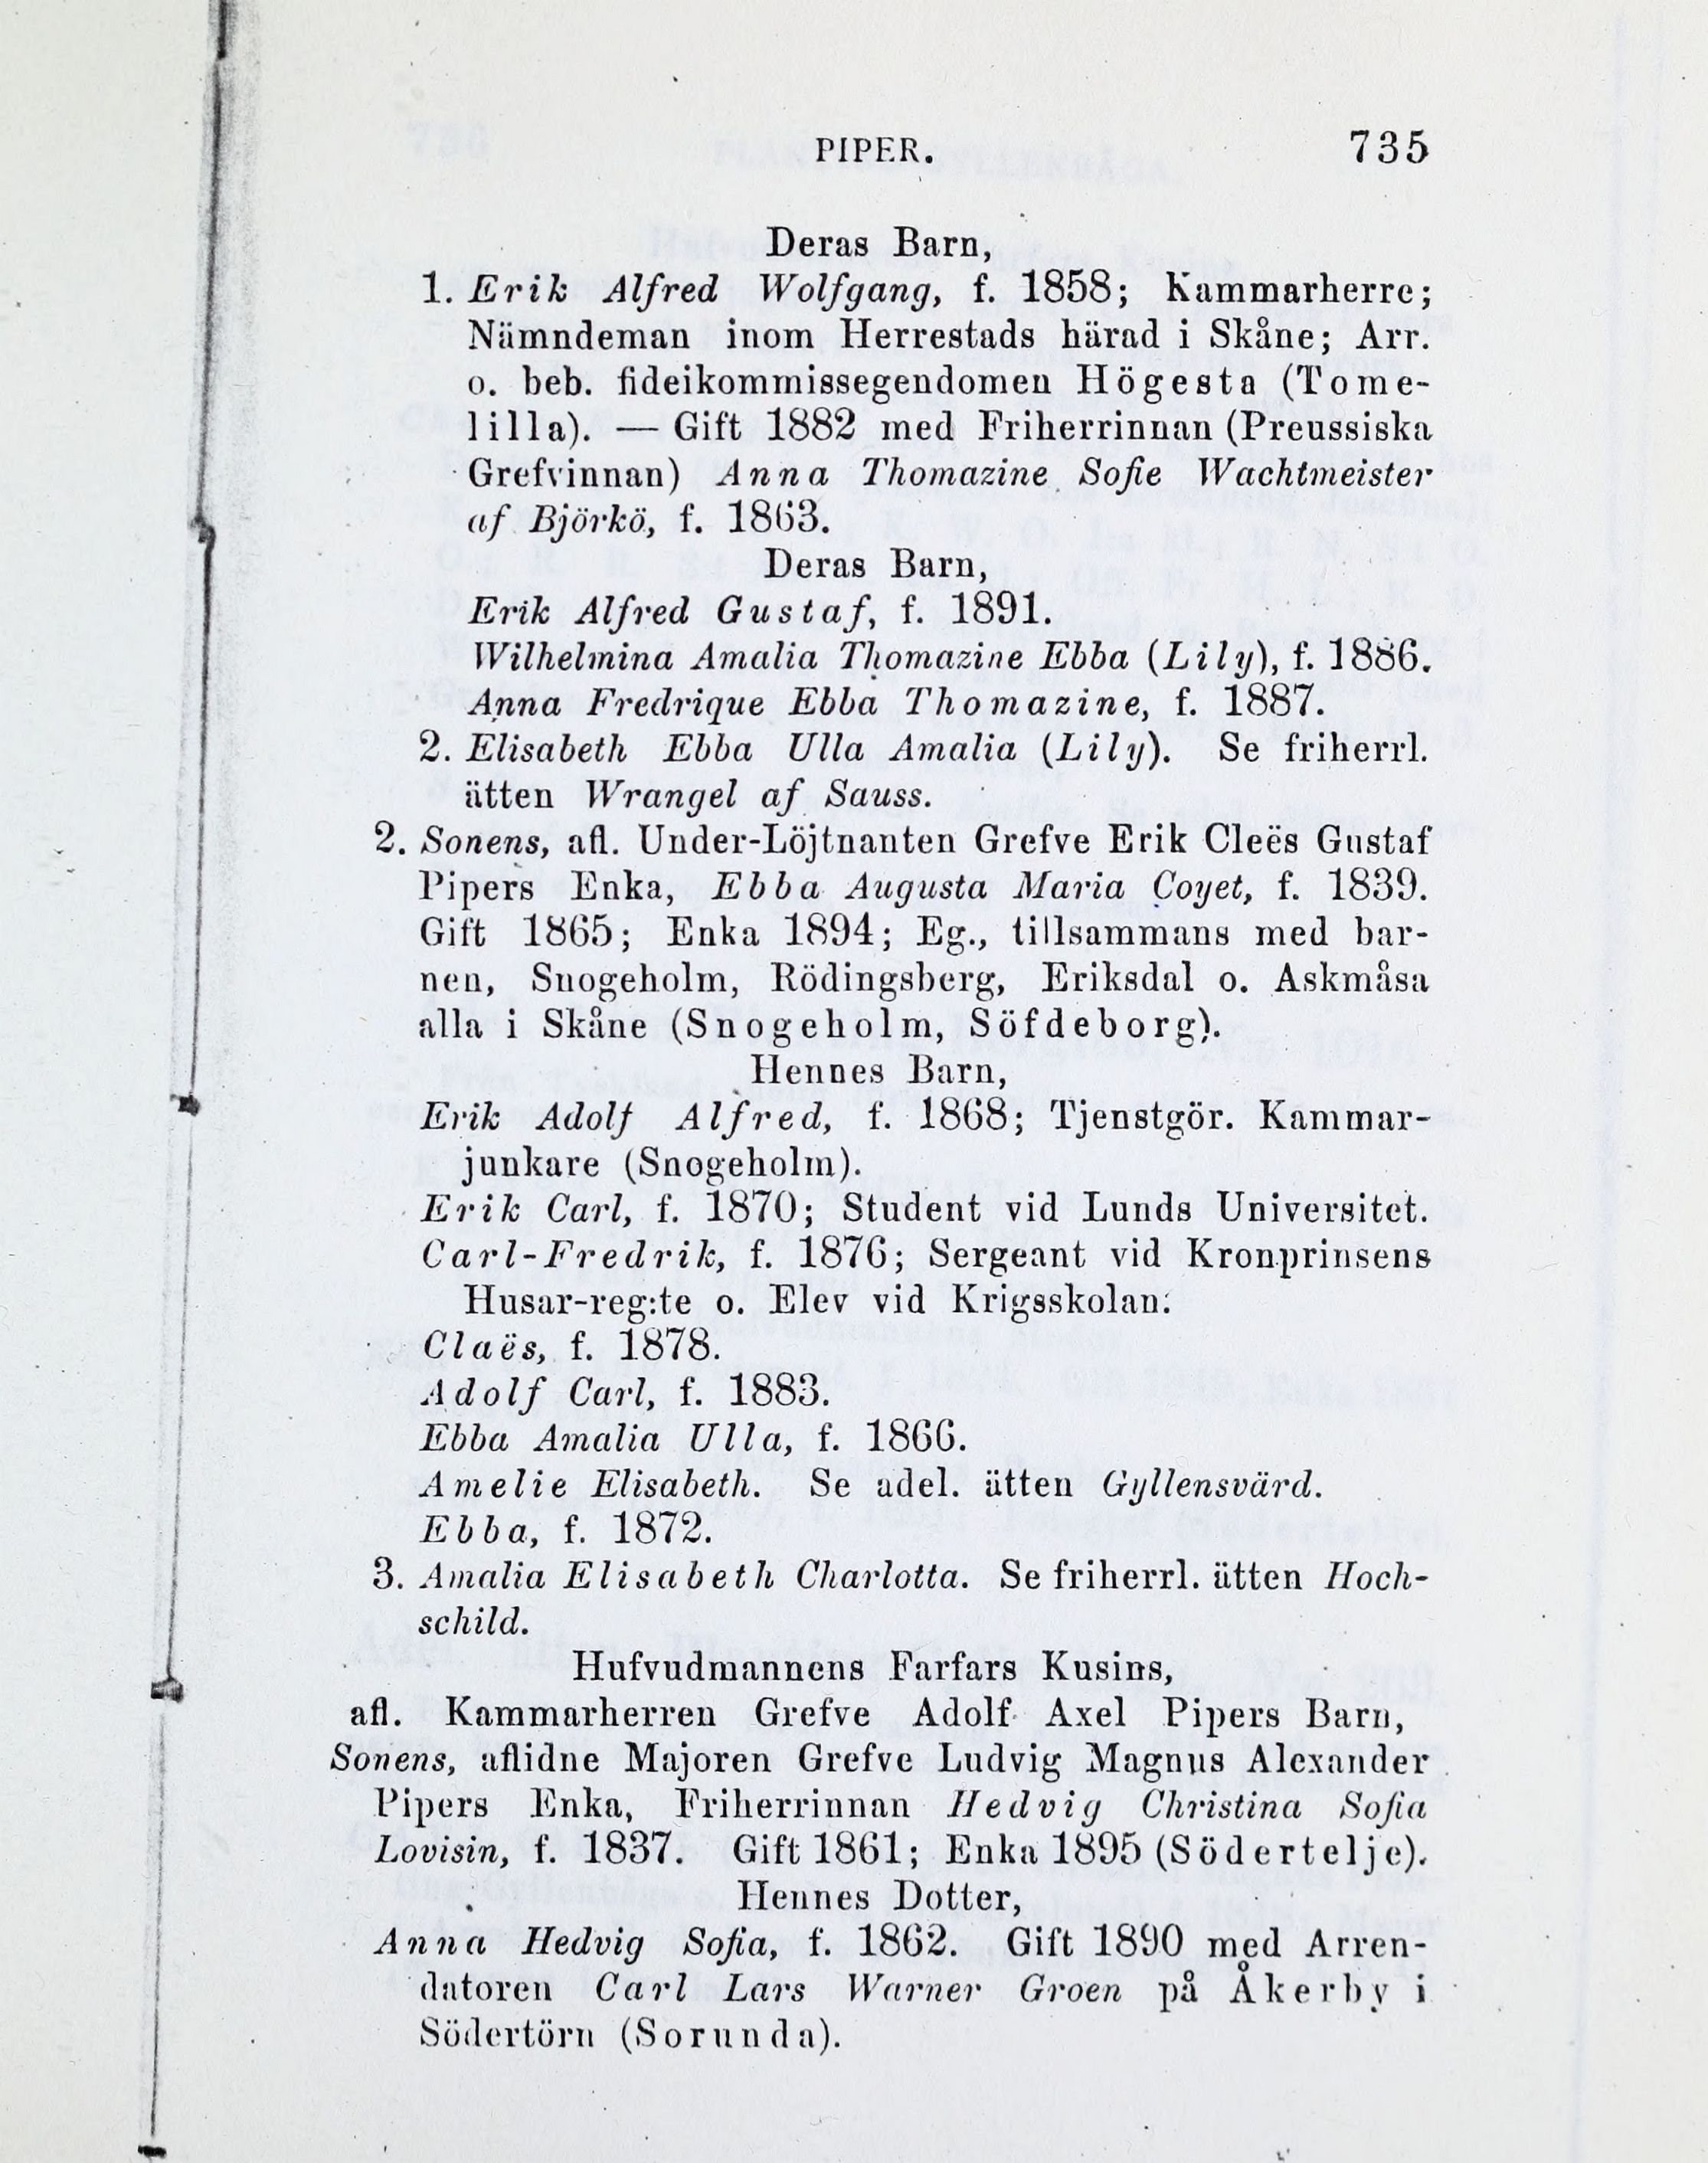 PIPER. 735
Deras Barn,
1. Erik Alfred Wolfgang, f. 1858; Kammarherre;
Nämndeman inom Herrestads härad i Skåne; Arr.
o. beb. fideikommissegendomen Högesta (Tome-
lilla). — Gift 1882 med Friherrinnan (Preussiska
Grefvinnan) Anna Thomazine Sofie Wachtmeister
af Björkö, f. 1863.
Deras Barn,
Erik Alfred Gustaf, f. 1891.
Wilhelmina Amalia Thomazine Ebba (Lily), f. 1886.
Anna Fredrique Ebba Thomazine, f. 1887.
2. Elisabeth Ebba Ulla Amalia (Lily). Se friherrl.
ätten Wrangel af Sauss.
2. Sonens, afl. Under-Löjtnanten Grefve Erik Cleës Gustaf
Pipers Enka, Ebba Augusta Maria Coyet, f. 1839.
Gift 1865; Enka 1894; Eg., tillsammans med bar-
nen, Snogeholm, Rödingsberg, Eriksdal o. Askmåsa
alla i Skåne (Snogeholm, Söfdeborg).
Hennes Barn,
Erik Adolf Alfred, f. 1868; Tjenstgör. Kammar-
junkare (Snogeholm).
Erik Carl, f. 1870; Student vid Lunds Universitet.
Carl-Fredrik, f. 1876; Sergeant vid Kronprinsens
Husar-reg:te o. Elev vid Krigsskolan.
Claës, f. 1878.
Adolf Carl, f. 1883.
Ebba Amalia Ulla, f. 1866.
Amelie Elisabeth. Se adel. ätten Gyllensvärd.
Ebba, f. 1872.
3. Amalia Elisabeth Charlotta. Se friherrl. ätten Hoch-
schild.
Hufvudmannens Farfars Kusins,
afl. Kammarherren Grefve Adolf Axel Pipers Barn,
Sonens, aflidne Majoren Grefve Ludvig Magnus Alexander
Pipers Enka, Friherrinnan Hedvig Christina Sofia
Lovisin, f. 1837. Gift 1861; Enka 1895 (Södertelje).
Hennes Dotter,
Anna Hedvig Sofia, f. 1862. Gift 1890 med Arren-
datoren Carl Lars Warner Groen på Åkerby i
Södertörn (Sorunda).